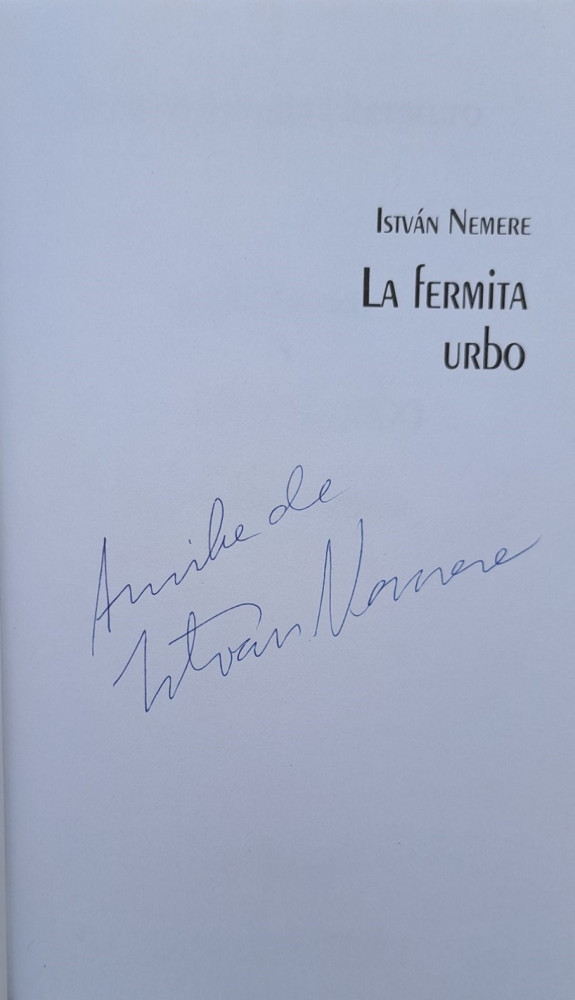 István Nemere
La fermita
urbo
Amike de
István Nemere